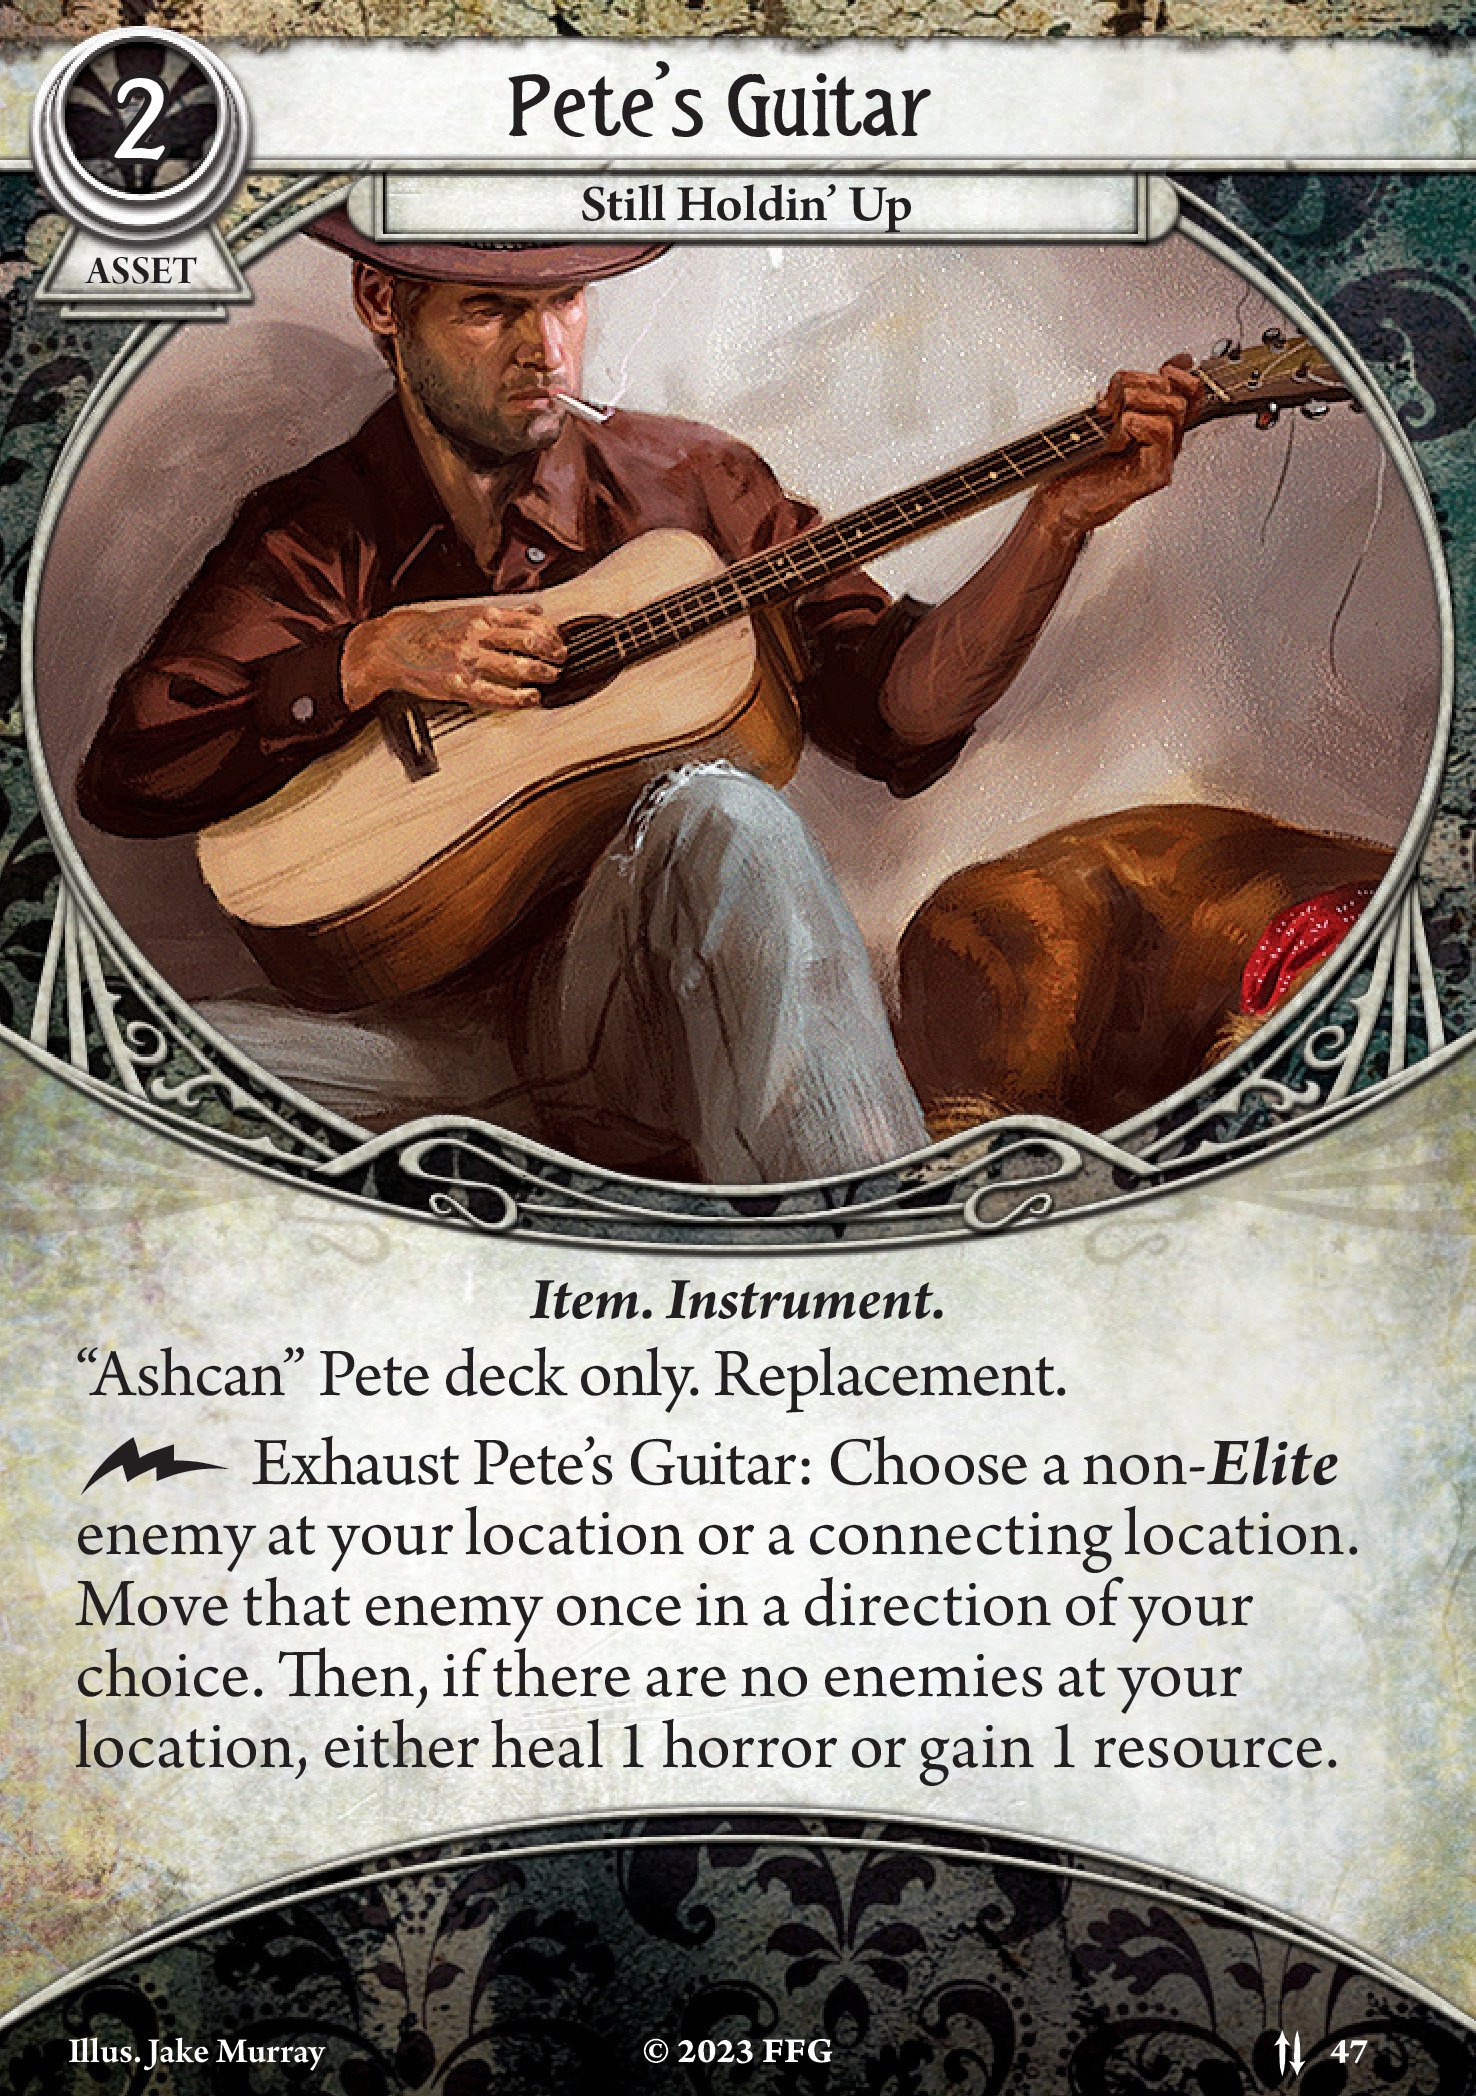 2
Pete’s Guitar
Still Holdin’ Up
ASSET
Item. Instrument.
“Ashcan” Pete deck only. Replacement.
Exhaust Pete’s Guitar: Choose a non-Elite
enemy at your location or a connecting location.
Move that enemy once in a direction of your
choice. Then, if there are no enemies at your
location, either heal 1 horror or gain 1 resource.
Illus. Jake Murray
© 2023 FFG
47